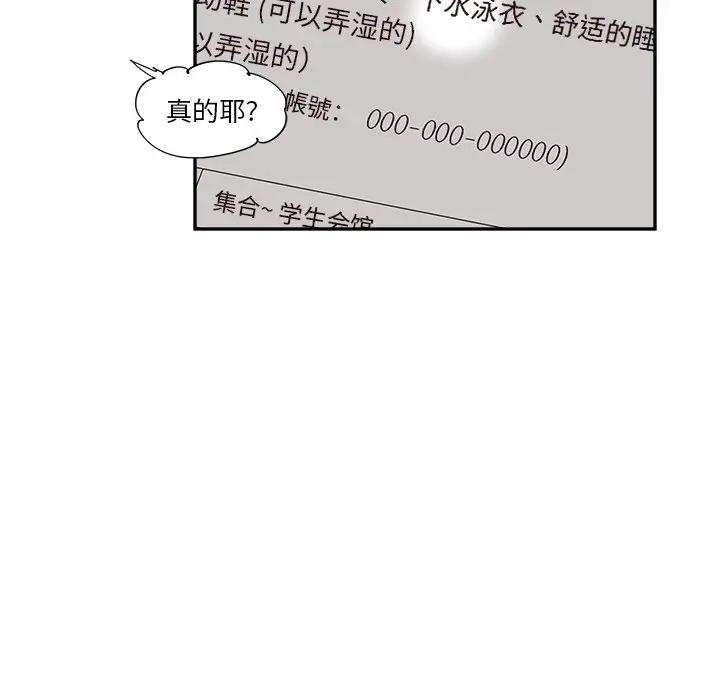 动鞋 (可以弄湿的)
、下水泳衣、舒适的睡
以弄湿的）
真的耶?
帳號： 000-000-000000)
集合~ 学生会馆